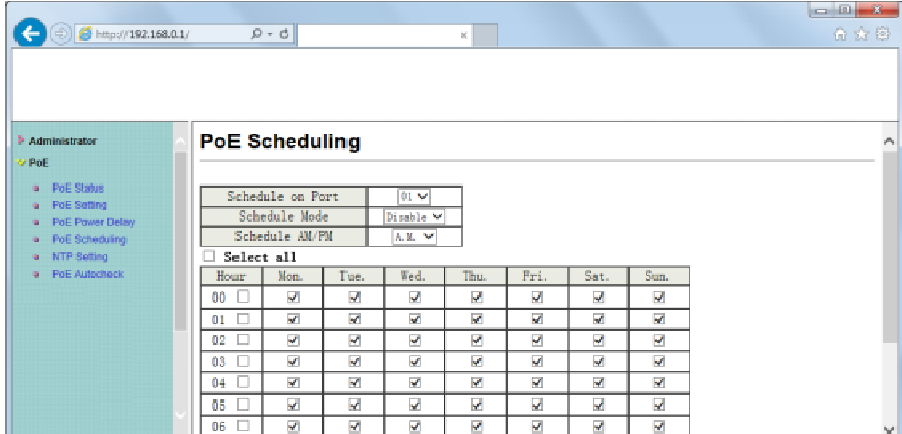 http://192.168.0.1/
Administrator
PoE
PoE Status
PoE Setting
PoE Power Delay
PoE Scheduling
NTP Setting
PoE Autocheck
PoE Scheduling
Schedule on Port 01
Schedule Mode Disable
Schedule AM/PM A.M.
Select all
Hour Mon. Tue. Wed. Thu. Fri. Sat. Sun.
00
01
02
03
04
05
06